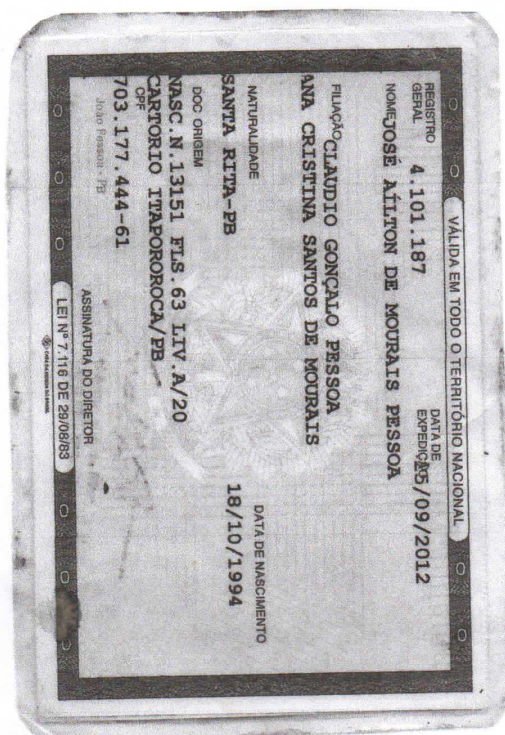 VÁLIDA EM TODO O TERRITÓRIO NACIONAL
REGISTRO GERAL 4.101.187 DATA DE EXPEDIÇÃO 25/09/2012
NOME JOSÉ AÍLTON DE MOURAIS PESSOA
FILIAÇÃO CLAUDIO GONÇALO PESSOA
ANA CRISTINA SANTOS DE MOURAIS
NATURALIDADE DATA DE NASCIMENTO
SANTA RITA-PB 18/10/1994
DOC ORIGEM
NASC.N.13151 FLS.63 LIV.A/20
CARTORIO ITAPOROROCA/PB
CPF
703.177.444-61
João Pessoa - PB
ASSINATURA DO DIRETOR
LEI Nº 7.116 DE 29/08/83